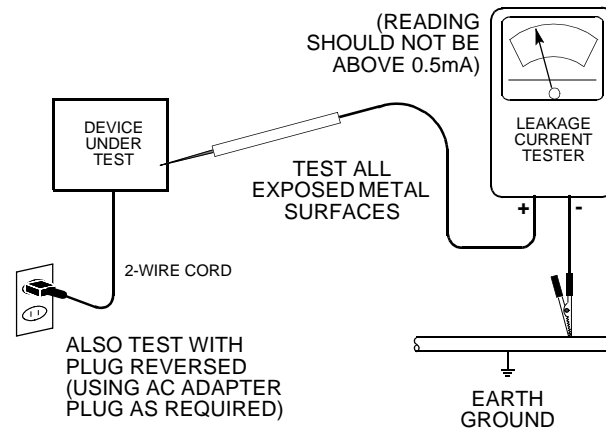 (READING
SHOULD NOT BE
ABOVE 0.5mA)
DEVICE
UNDER
TEST
LEAKAGE
CURRENT
TESTER
TEST ALL
EXPOSED METAL
SURFACES
+ -
2-WIRE CORD
ALSO TEST WITH
PLUG REVERSED
(USING AC ADAPTER
PLUG AS REQUIRED)
EARTH
GROUND